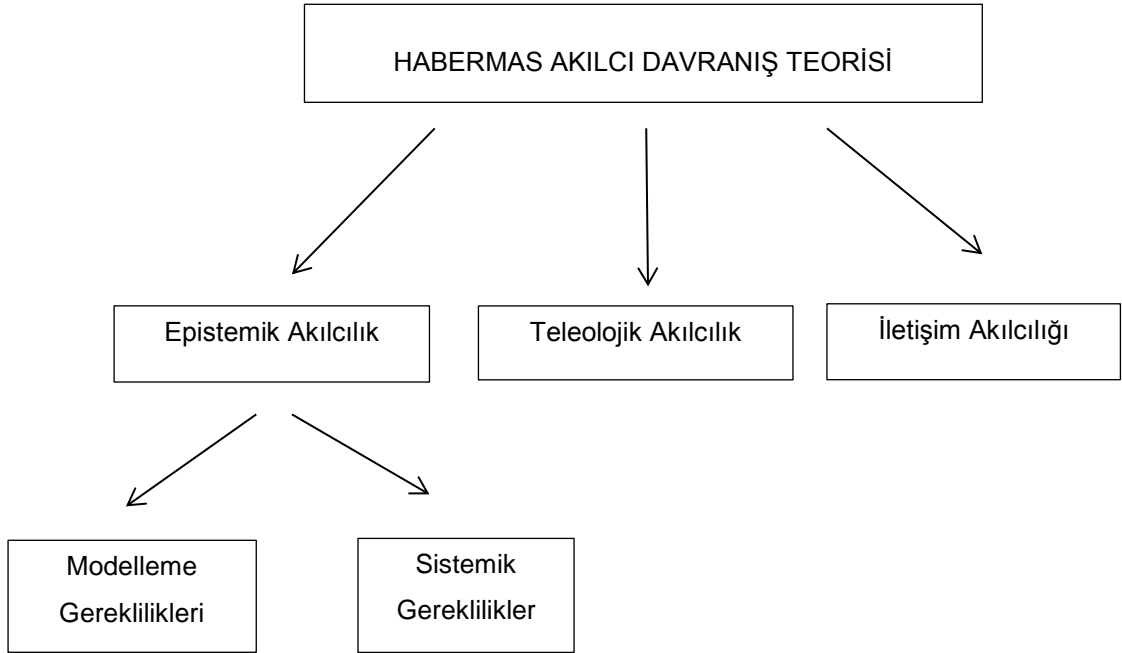 HABERMAS AKILCI DAVRANIŞ TEORİSİ
Epistemik Akılcılık
Teleolojik Akılcılık
İletişim Akılcılığı
Modelleme
Gereklilikleri
Sistemik
Gereklilikler